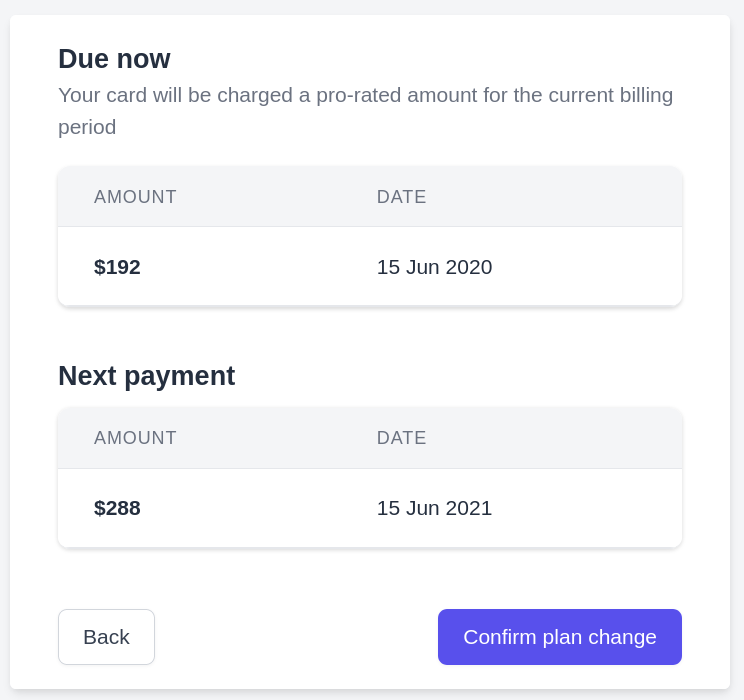 Due now
Your card will be charged a pro-rated amount for the current billing
period
AMOUNT DATE
$192 15 Jun 2020
Next payment
AMOUNT DATE
$288 15 Jun 2021
Back Confirm plan change